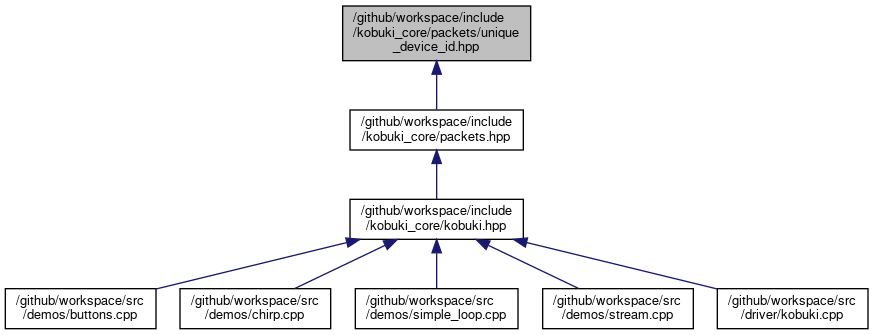 /github/workspace/include
/kobuki_core/packets/unique
_device_id.hpp
/github/workspace/include
/kobuki_core/packets.hpp
/github/workspace/include
/kobuki_core/kobuki.hpp
/github/workspace/src
/demos/buttons.cpp
/github/workspace/src
/demos/chirp.cpp
/github/workspace/src
/demos/simple_loop.cpp
/github/workspace/src
/demos/stream.cpp
/github/workspace/src
/driver/kobuki.cpp